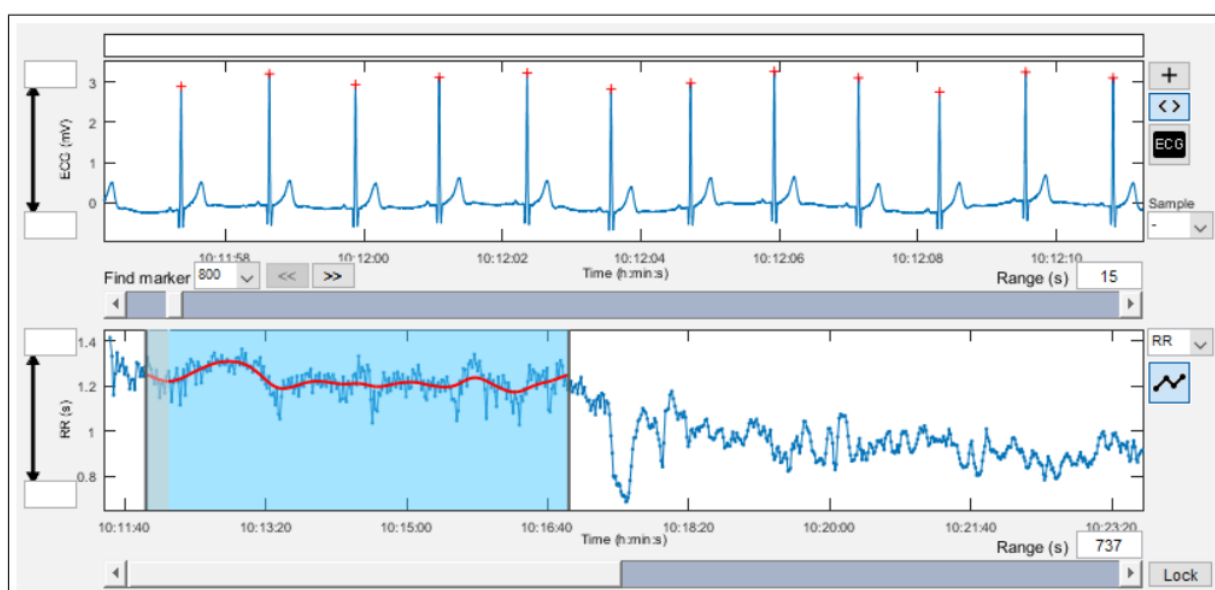 3
2
1
0
ECG (mV)
10:11:58 10:12:00 10:12:02 10:12:04 10:12:06 10:12:08 10:12:10
Time (h:min:s)
+
<>
ECG
Sample
-
Find marker 800 << >> Range (s) 15
1.4
1.2
1
0.8
RR (s)
RR
10:11:40 10:13:20 10:15:00 10:16:40 10:18:20 10:20:00 10:21:40 10:23:20
Time (h:min:s)
Range (s) 737
Lock